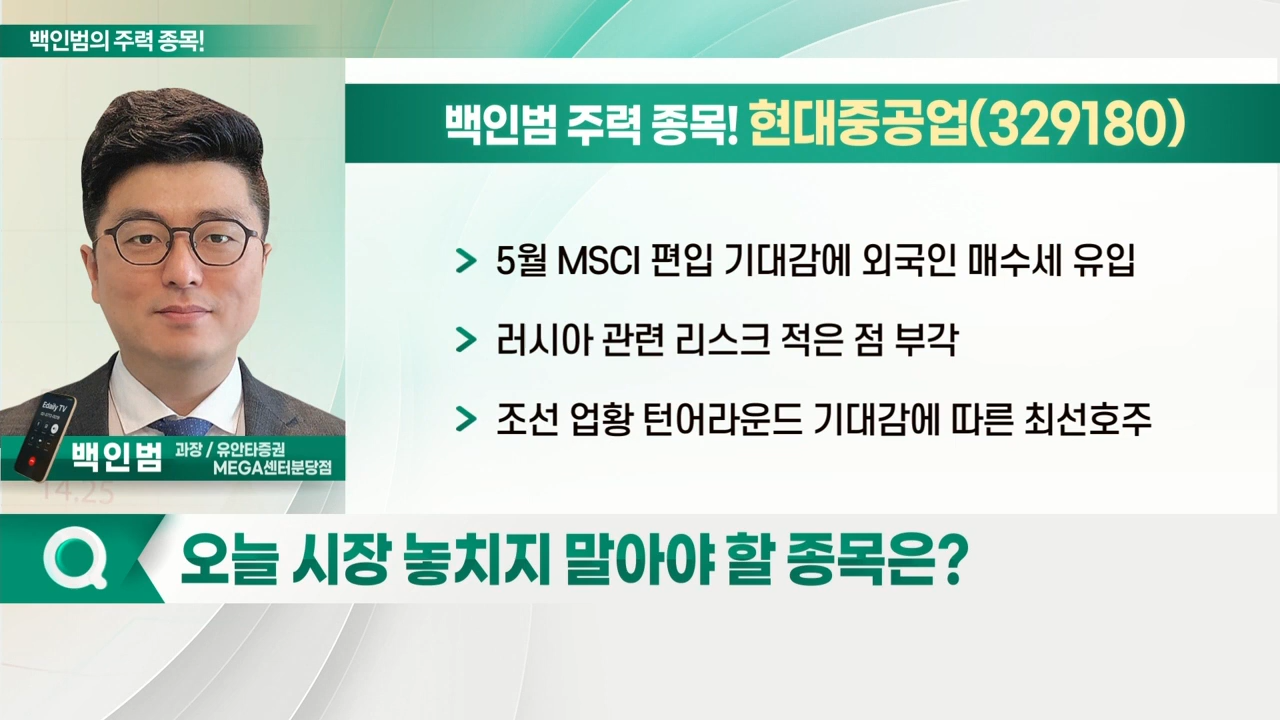 백인범의 주력 종목!
백인범 주력 종목! 현대중공업(329180)
5월 MSCI 편입 기대감에 외국인 매수세 유입
러시아 관련 리스크 적은 점 부각
조선 업황 턴어라운드 기대감에 따른 최선호주
Edaily TV
백인범 과장 / 유안타증권
MEGA센터분당점
14.25
Q 오늘 시장 놓치지 말아야 할 종목은?